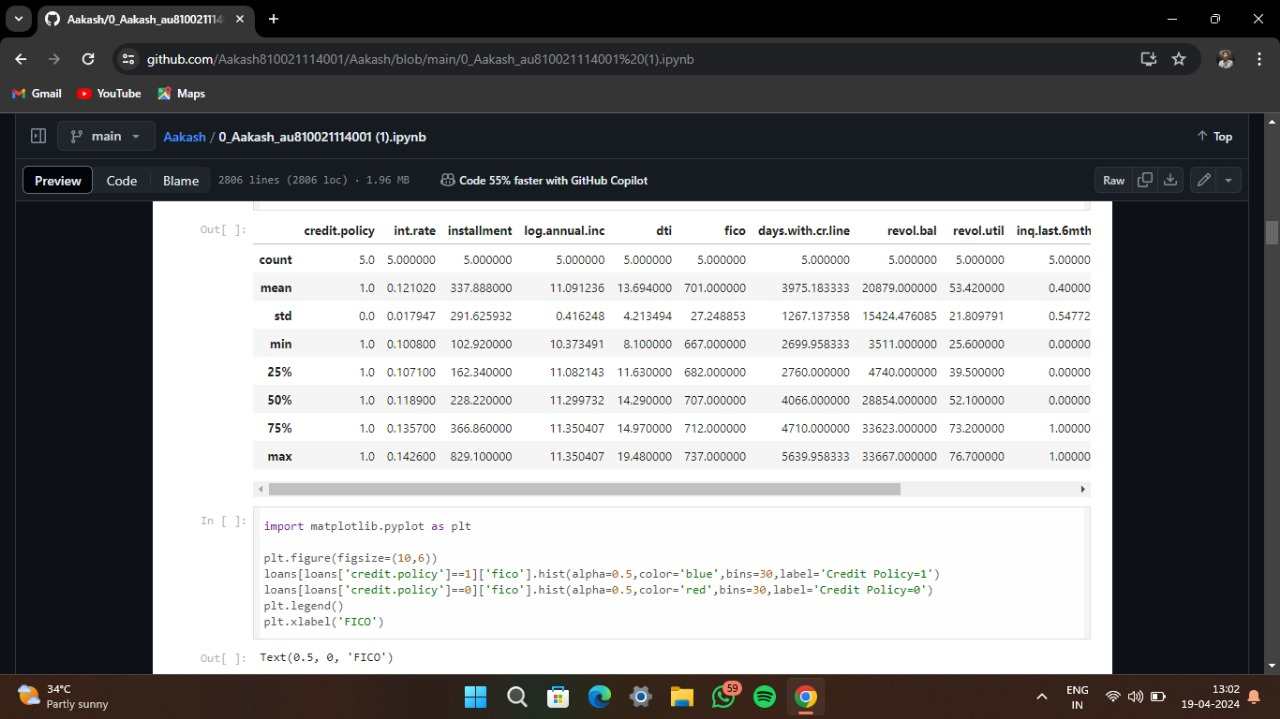 Aakash/0_Aakash_au8100211140
github.com/Aakash810021114001/Aakash/blob/main/0_Aakash_au810021114001%20(1).ipynb
Gmail YouTube Maps
main Aakash / 0_Aakash_au810021114001 (1).ipynb Top
Preview Code Blame 2806 lines (2806 loc) · 1.96 MB Code 55% faster with GitHub Copilot Raw
Out[ ]: credit.policy int.rate installment log.annual.inc dti fico days.with.cr.line revol.bal revol.util inq.last.6mth
count 5.0 5.000000 5.000000 5.000000 5.000000 5.000000 5.000000 5.000000 5.000000 5.00000
mean 1.0 0.121020 337.888000 11.091236 13.694000 701.000000 3975.183333 20879.000000 53.420000 0.40000
std 0.0 0.017947 291.625932 0.416248 4.213494 27.248853 1267.137358 15424.476085 21.809791 0.54772
min 1.0 0.100800 102.920000 10.373491 8.100000 667.000000 2699.958333 3511.000000 25.600000 0.00000
25% 1.0 0.107100 162.340000 11.082143 11.630000 682.000000 2760.000000 4740.000000 39.500000 0.00000
50% 1.0 0.118900 228.220000 11.299732 14.290000 707.000000 4066.000000 28854.000000 52.100000 0.00000
75% 1.0 0.135700 366.860000 11.350407 14.970000 712.000000 4710.000000 33623.000000 73.200000 1.00000
max 1.0 0.142600 829.100000 11.350407 19.480000 737.000000 5639.958333 33667.000000 76.700000 1.00000
In [ ]: import matplotlib.pyplot as plt
plt.figure(figsize=(10,6))
loans[loans['credit.policy']==1]['fico'].hist(alpha=0.5,color='blue',bins=30,label='Credit Policy=1')
loans[loans['credit.policy']==0]['fico'].hist(alpha=0.5,color='red',bins=30,label='Credit Policy=0')
plt.legend()
plt.xlabel('FICO')
Out[ ]: Text(0.5, 0, 'FICO')
34°C
Partly sunny
59
ENG
IN
13:02
19-04-2024